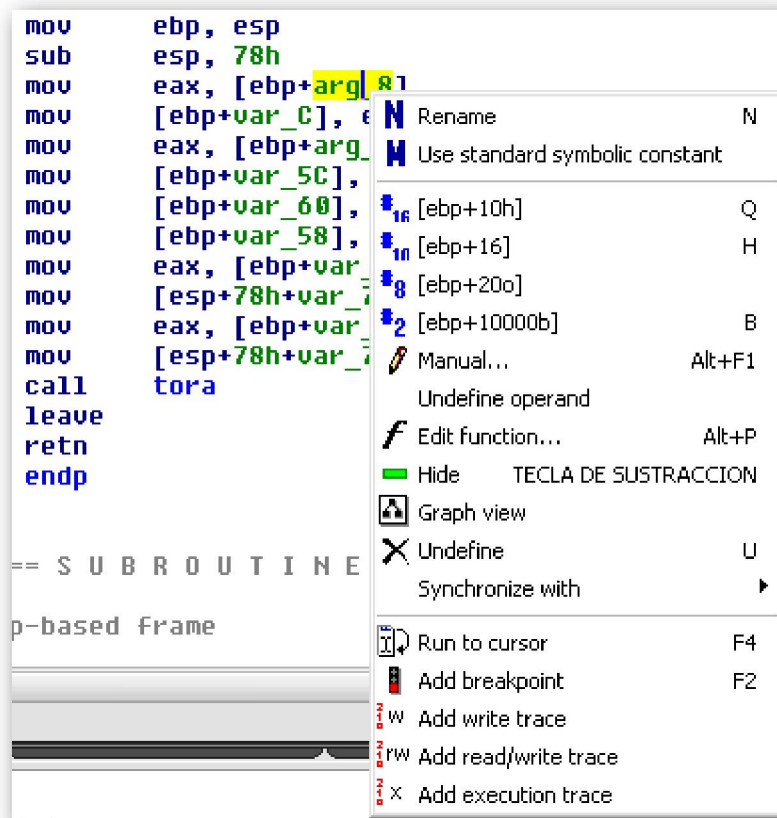 mov ebp, esp
sub esp, 78h
mov eax, [ebp+arg_8]
mov [ebp+var_C], e
mov eax, [ebp+arg_
mov [ebp+var_5C],
mov [ebp+var_60],
mov [ebp+var_58],
mov eax, [ebp+var_
mov [esp+78h+var_7
mov eax, [ebp+var_
mov [esp+78h+var_7
call tora
leave
retn
endp
== S U B R O U T I N E
p-based frame
N Rename N
M Use standard symbolic constant
#16 [ebp+10h] Q
#10 [ebp+16] H
#8 [ebp+20o]
#2 [ebp+10000b] B
Manual... Alt+F1
Undefine operand
f Edit function... Alt+P
Hide TECLA DE SUSTRACCION
Graph view
Undefine U
Synchronize with
Run to cursor F4
Add breakpoint F2
w Add write trace
rw Add read/write trace
x Add execution trace